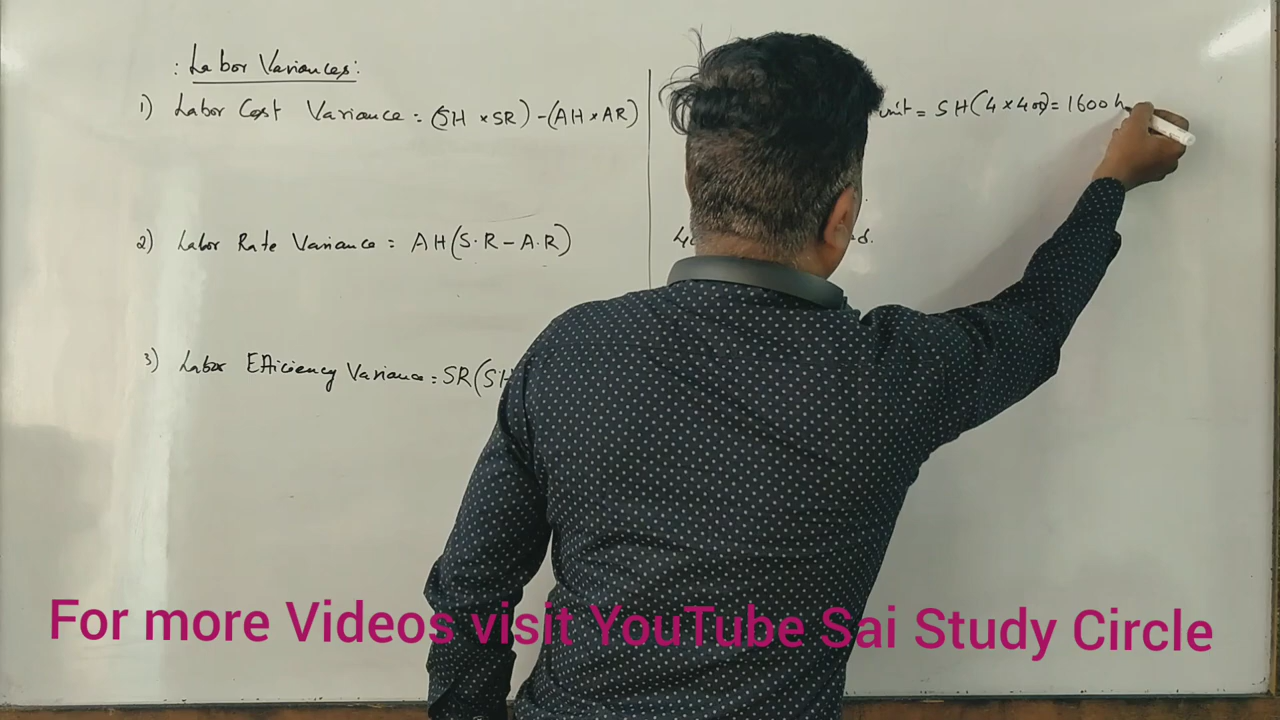 : Labor Variances :
1) Labor Cost Variance = (SH × SR) - (AH × AR)
unit = SH (4 × 400) = 1600 h
2) Labor Rate Variance = AH (S.R - A.R)
3) Labor Efficiency Variance = SR (SH
For more Videos visit YouTube Sai Study Circle